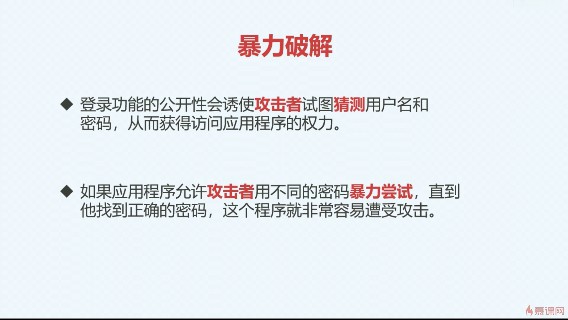 暴力破解
◆ 登录功能的公开性会诱使攻击者试图猜测用户名和
密码，从而获得访问应用程序的权力。
◆ 如果应用程序允许攻击者用不同的密码暴力尝试，直到
他找到正确的密码，这个程序就非常容易遭受攻击。
慕课网